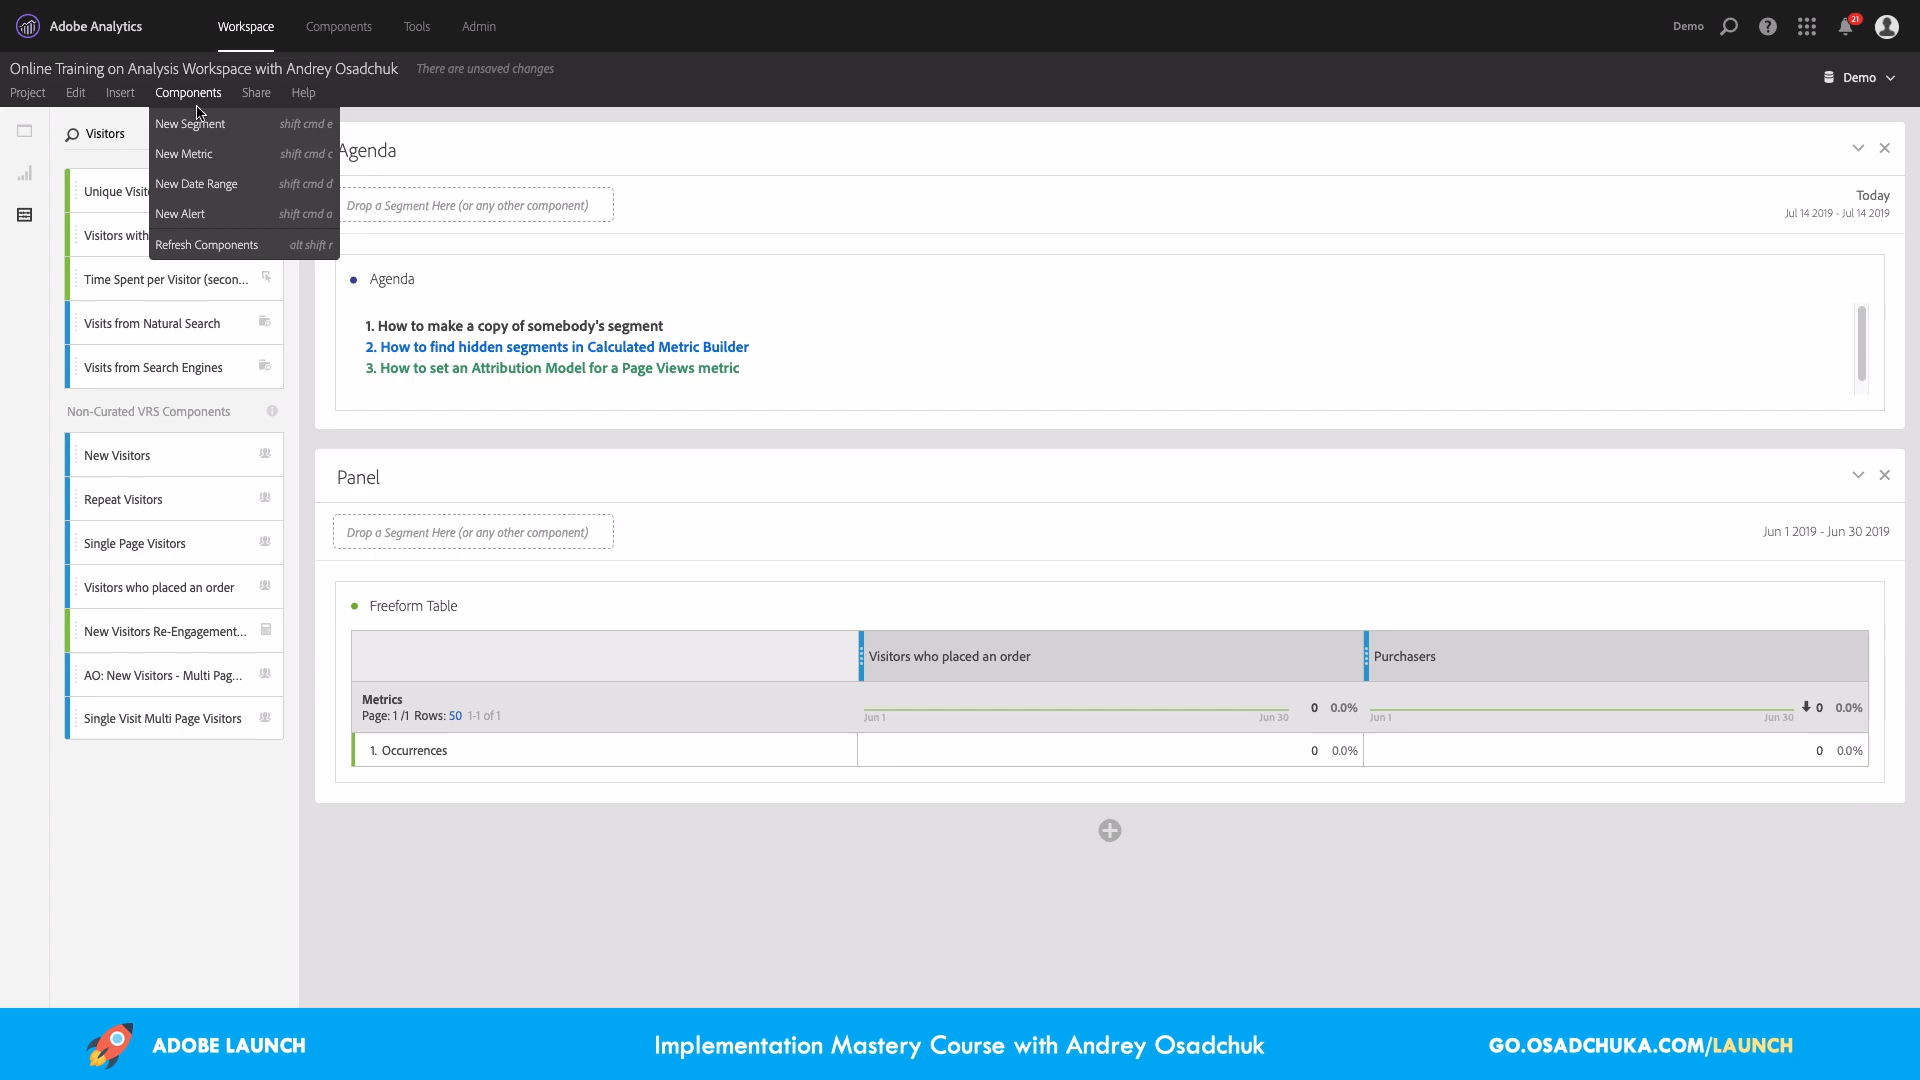 Adobe Analytics
Workspace
Components
Tools
Admin
Demo
21
Online Training on Analysis Workspace with Andrey Osadchuk
There are unsaved changes
Demo
Project
Edit
Insert
Components
Share
Help
New Segment shift cmd e
New Metric shift cmd c
New Date Range shift cmd d
New Alert shift cmd a
Refresh Components alt shift r
Visitors
Unique Visit
Visitors with
Time Spent per Visitor (secon...
Visits from Natural Search
Visits from Search Engines
Non-Curated VRS Components
New Visitors
Repeat Visitors
Single Page Visitors
Visitors who placed an order
New Visitors Re-Engagement...
AO: New Visitors - Multi Pag...
Single Visit Multi Page Visitors
Agenda
Drop a Segment Here (or any other component)
Today
Jul 14 2019 - Jul 14 2019
Agenda
1. How to make a copy of somebody's segment
2. How to find hidden segments in Calculated Metric Builder
3. How to set an Attribution Model for a Page Views metric
Panel
Drop a Segment Here (or any other component)
Jun 1 2019 - Jun 30 2019
Freeform Table
Visitors who placed an order
Purchasers
Metrics
Page: 1 /1 Rows: 50 1-1 of 1
Jun 1
Jun 30
0 0.0%
Jun 1
Jun 30
0 0.0%
1. Occurrences
0 0.0%
0 0.0%
ADOBE LAUNCH
Implementation Mastery Course with Andrey Osadchuk
GO.OSADCHUKA.COM/LAUNCH